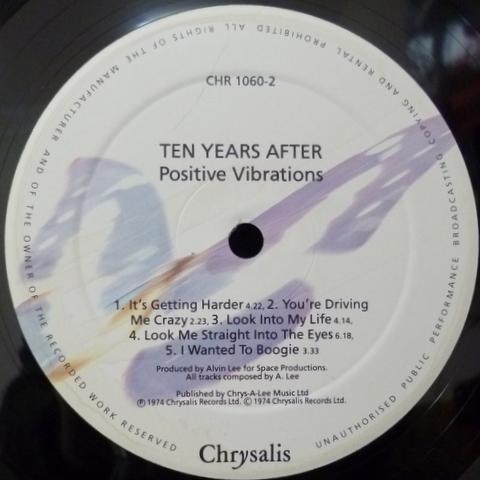 CHR 1060-2
TEN YEARS AFTER
Positive Vibrations
1. It's Getting Harder 4.22, 2. You're Driving
Me Crazy 2.23, 3. Look Into My Life 4.14,
4. Look Me Straight Into The Eyes 6.18,
5. I Wanted To Boogie 3.33
Produced by Alvin Lee for Space Productions.
All tracks composed by A. Lee
Published by Chrys-A-Lee Music Ltd
℗ 1974 Chrysalis Records Ltd. © 1974 Chrysalis Records Ltd.
Chrysalis
ALL RIGHTS OF THE MANUFACTURER AND OF THE OWNER OF THE RECORDED WORK RESERVED
UNAUTHORISED PUBLIC PERFORMANCE BROADCASTING COPYING AND RENTAL PROHIBITED